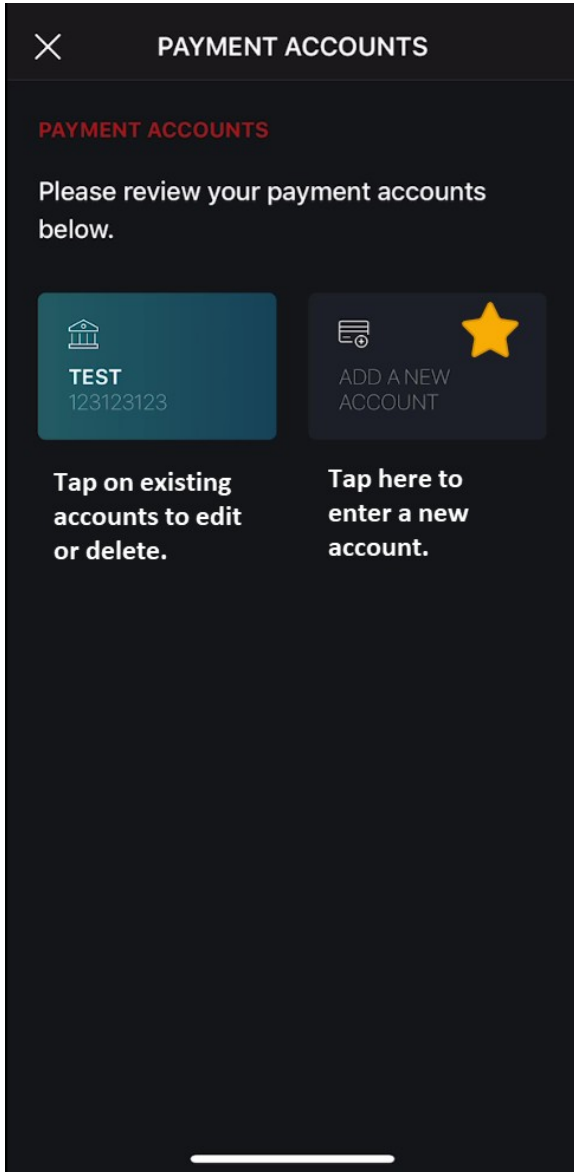 PAYMENT ACCOUNTS
PAYMENT ACCOUNTS
Please review your payment accounts
below.
TEST
123123123
Tap on existing
accounts to edit
or delete.
ADD A NEW
ACCOUNT
Tap here to
enter a new
account.